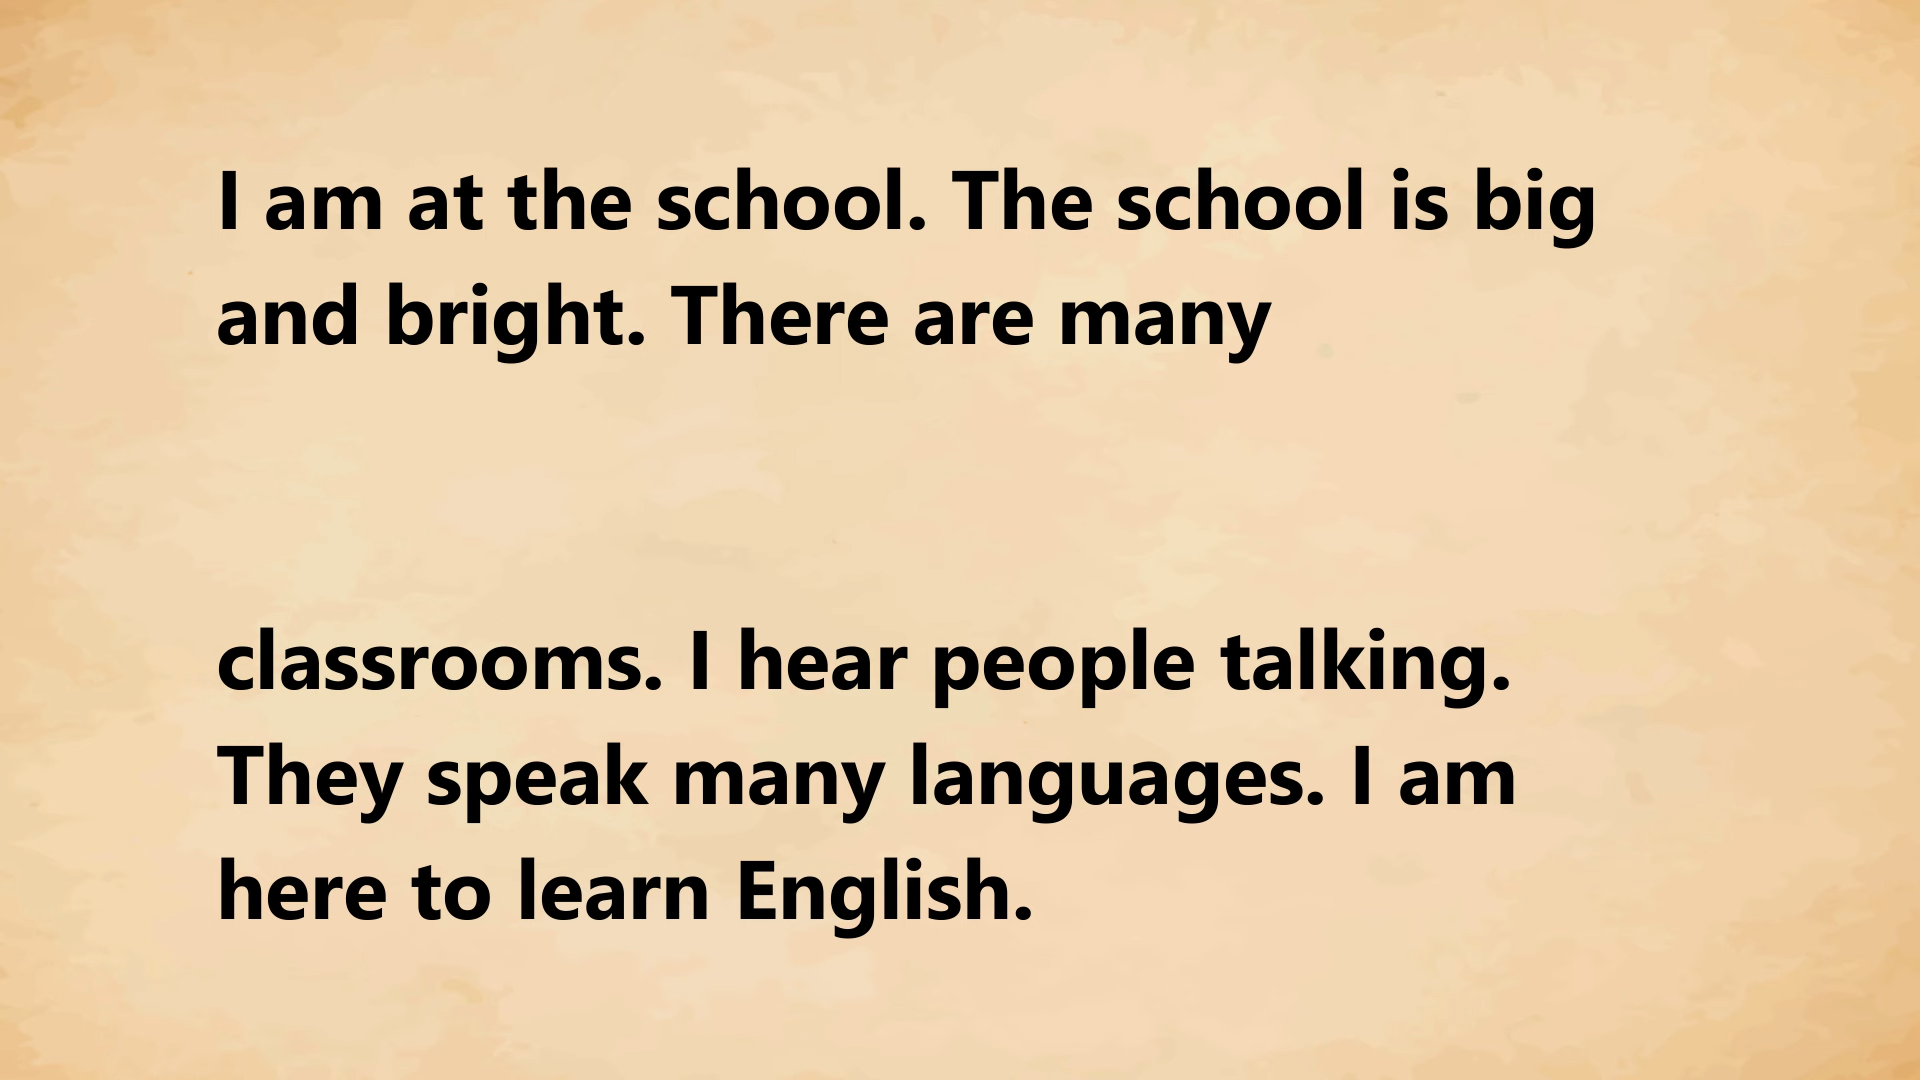 I am at the school. The school is big
and bright. There are many
classrooms. I hear people talking.
They speak many languages. I am
here to learn English.